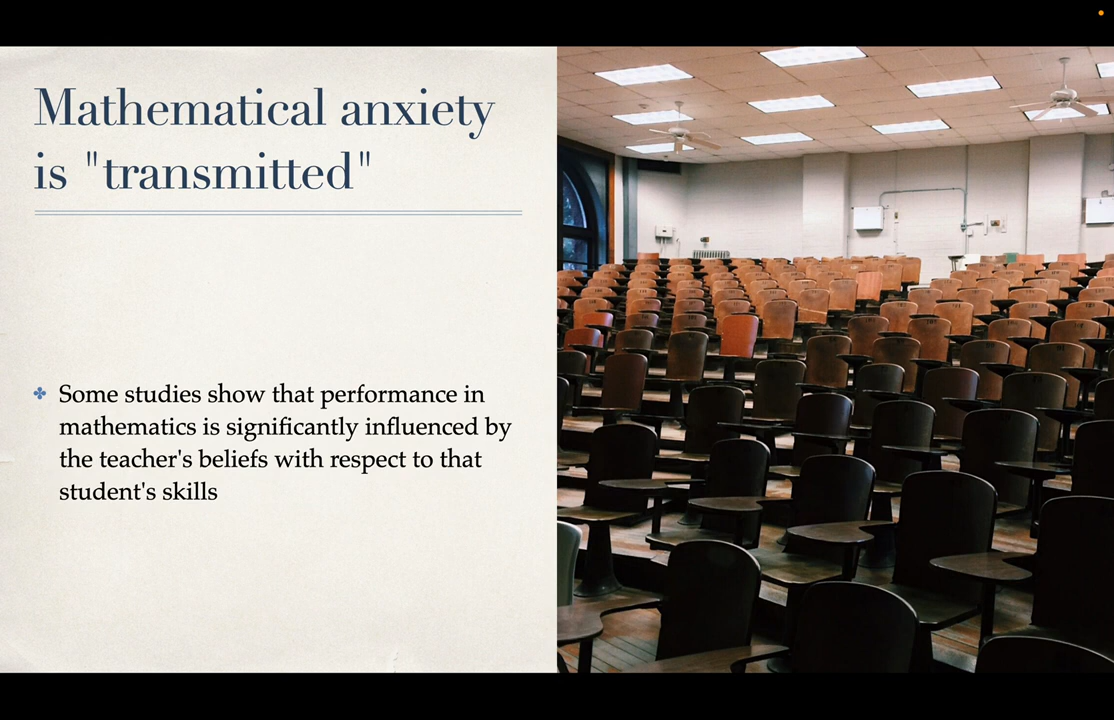 Mathematical anxiety
is "transmitted"
Some studies show that performance in
mathematics is significantly influenced by
the teacher's beliefs with respect to that
student's skills